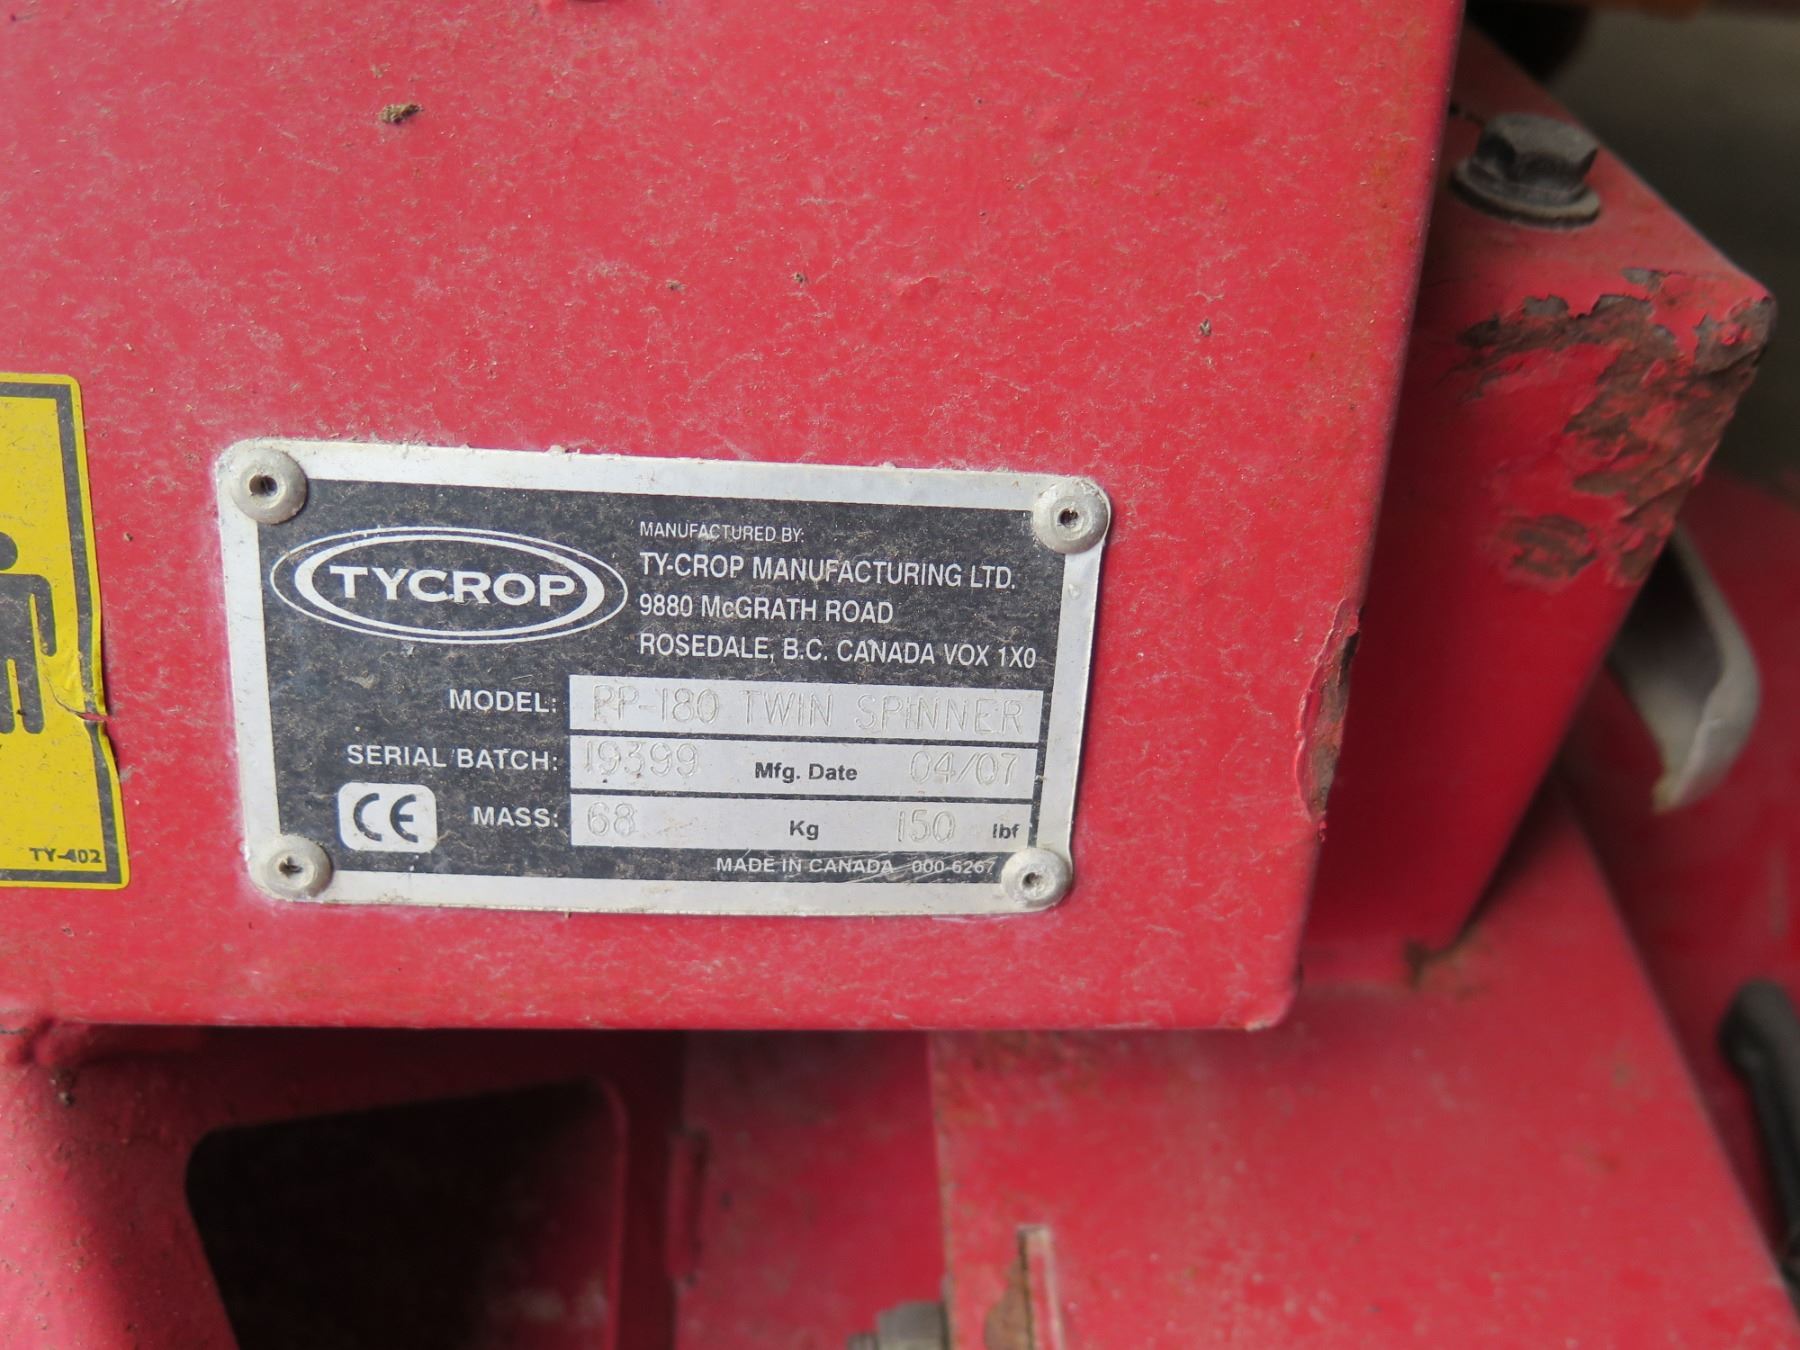 TYCROP
MANUFACTURED BY:
TY-CROP MANUFACTURING LTD.
9880 McGRATH ROAD
ROSEDALE, B.C. CANADA VOX 1X0
MODEL: PP-180 TWIN SPINNER
SERIAL BATCH: 19399 Mfg. Date 04/07
CE MASS: 68 Kg 150 lbf
MADE IN CANADA 000-6267
TY-402